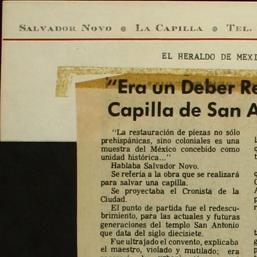 SALVADOR NOVO ● LA CAPILLA ● TEL.
EL HERALDO DE MEXI
"Era un Deber Re
Capilla de San A
"La restauración de piezas no sólo
prehispánicas, sino coloniales es una
muestra del México concebido como
unidad histórica..."
Hablaba Salvador Novo.
Se refería a la obra que se realizará
para salvar una capilla.
Se proyectaba el Cronista de la
Ciudad.
El punto de partida fue el redescu-
brimiento, para las actuales y futuras
generaciones del templo San Antonio
que data del siglo diecisiete.
Fue ultrajado el convento, explicaba
el maestro, violado y mutilado; era